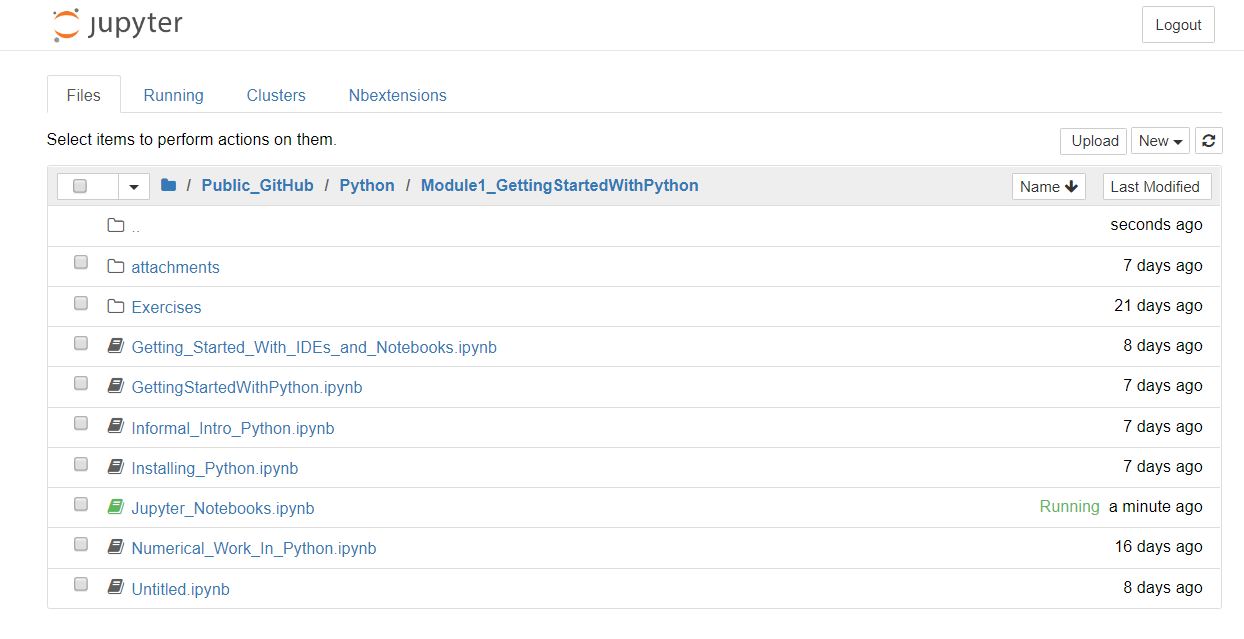 jupyter
Logout
Files Running Clusters Nbextensions
Select items to perform actions on them.
Upload New
/ Public_GitHub / Python / Module1_GettingStartedWithPython Name Last Modified
.. seconds ago
attachments 7 days ago
Exercises 21 days ago
Getting_Started_With_IDEs_and_Notebooks.ipynb 8 days ago
GettingStartedWithPython.ipynb 7 days ago
Informal_Intro_Python.ipynb 7 days ago
Installing_Python.ipynb 7 days ago
Jupyter_Notebooks.ipynb Running a minute ago
Numerical_Work_In_Python.ipynb 16 days ago
Untitled.ipynb 8 days ago